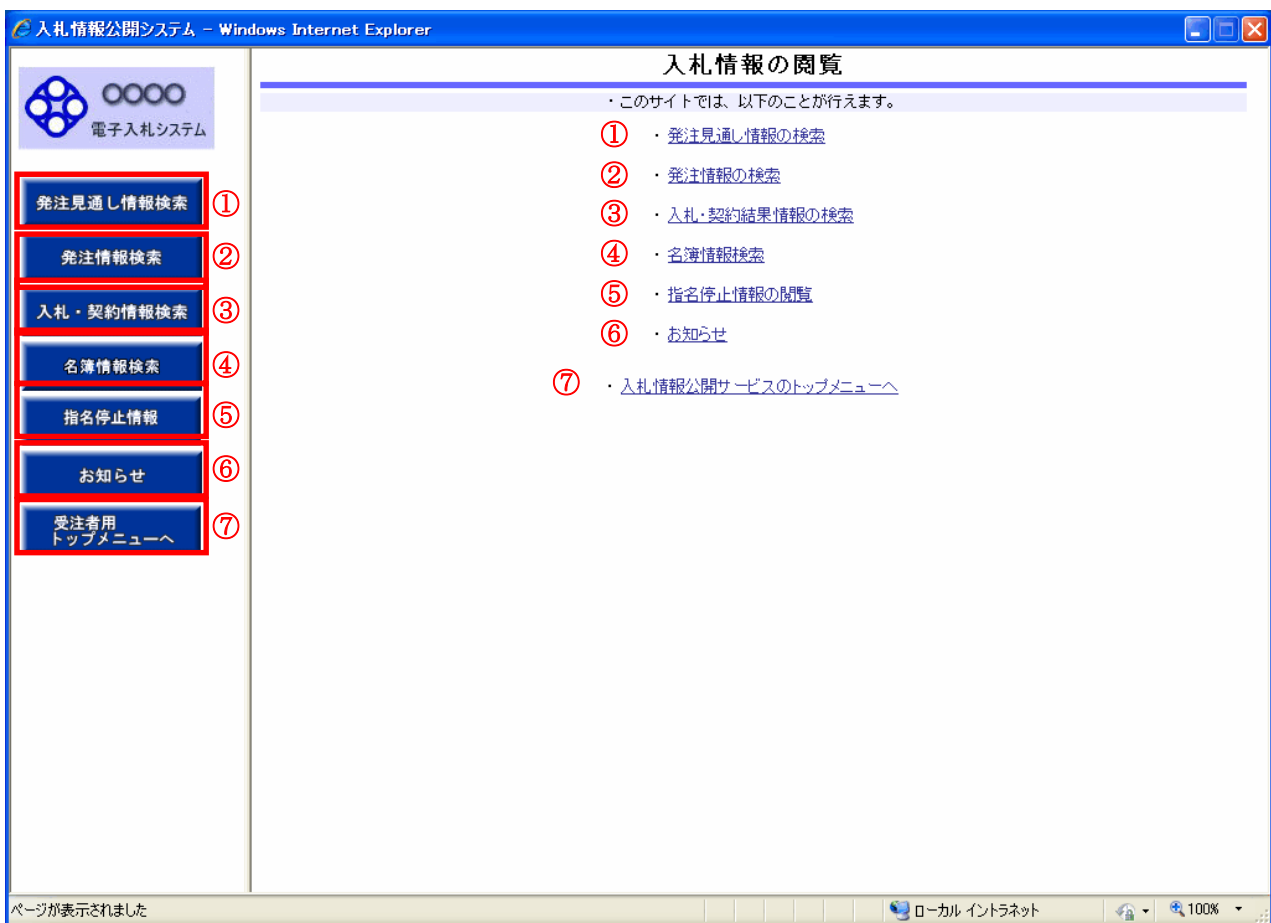 入札情報公開システム - Windows Internet Explorer
○○○○
電子入札システム
発注見通し情報検索 ①
発注情報検索 ②
入札・契約情報検索 ③
名簿情報検索 ④
指名停止情報 ⑤
お知らせ ⑥
受注者用
トップメニューへ ⑦
入札情報の閲覧
・このサイトでは、以下のことが行えます。
① ・発注見通し情報の検索
② ・発注情報の検索
③ ・入札・契約結果情報の検索
④ ・名簿情報検索
⑤ ・指名停止情報の閲覧
⑥ ・お知らせ
⑦ ・入札情報公開サービスのトップメニューへ
ページが表示されました
ローカル イントラネット
100%